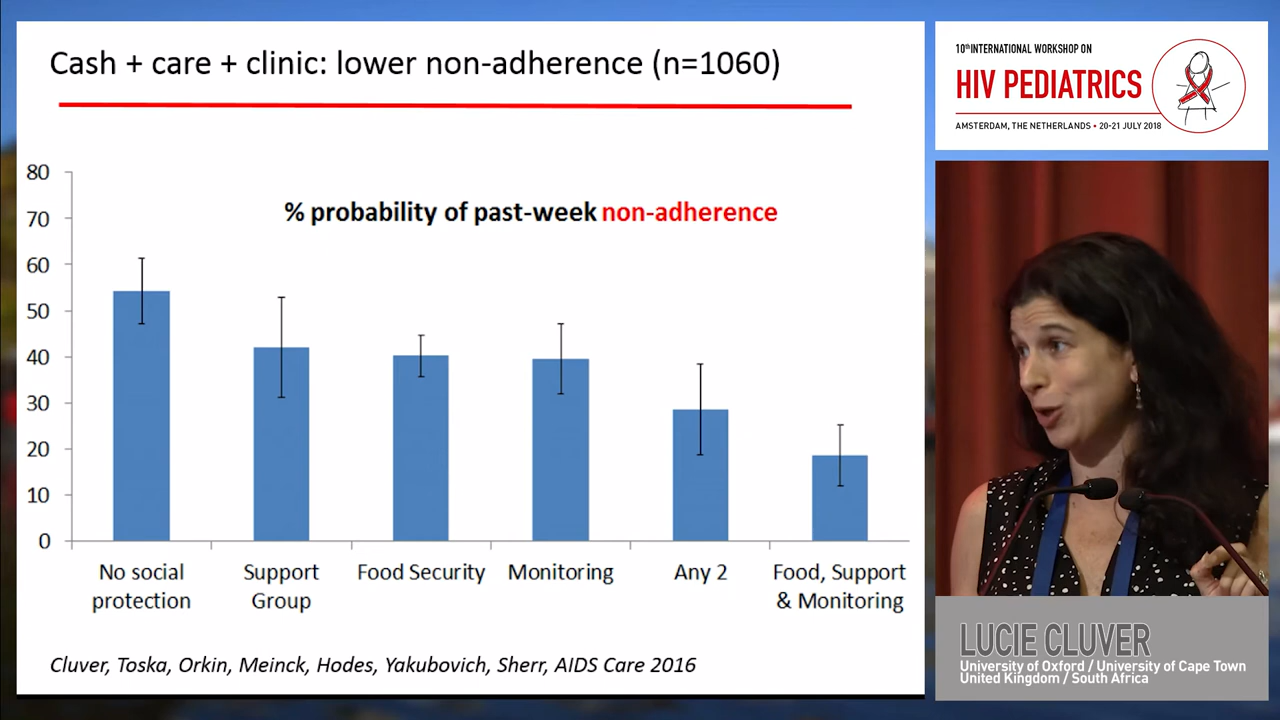 Cash + care + clinic: lower non-adherence (n=1060)
% probability of past-week non-adherence
80
70
60
50
40
30
20
10
0
No social
protection
Support
Group
Food Security
Monitoring
Any 2
Food, Support
& Monitoring
Cluver, Toska, Orkin, Meinck, Hodes, Yakubovich, Sherr, AIDS Care 2016
10th INTERNATIONAL WORKSHOP ON
HIV PEDIATRICS
AMSTERDAM, THE NETHERLANDS • 20-21 JULY 2018
LUCIE CLUVER
University of Oxford / University of Cape Town
United Kingdom / South Africa